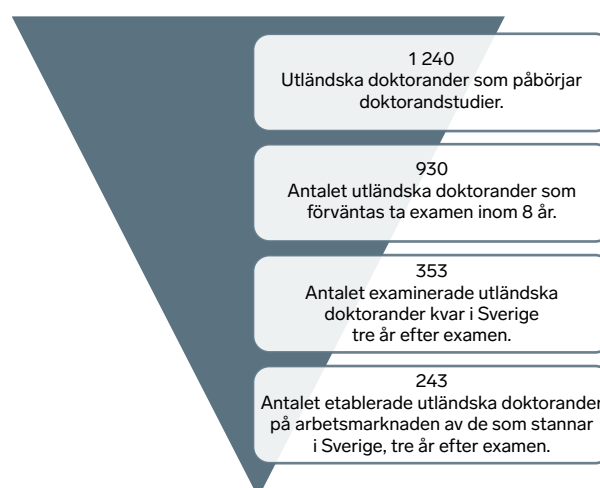 1 240
Utländska doktorander som påbörjar
doktorandstudier.
930
Antalet utländska doktorander som
förväntas ta examen inom 8 år.
353
Antalet examinerade utländska
doktorander kvar i Sverige
tre år efter examen.
243
Antalet etablerade utländska doktorander
på arbetsmarknaden av de som stannar
i Sverige, tre år efter examen.